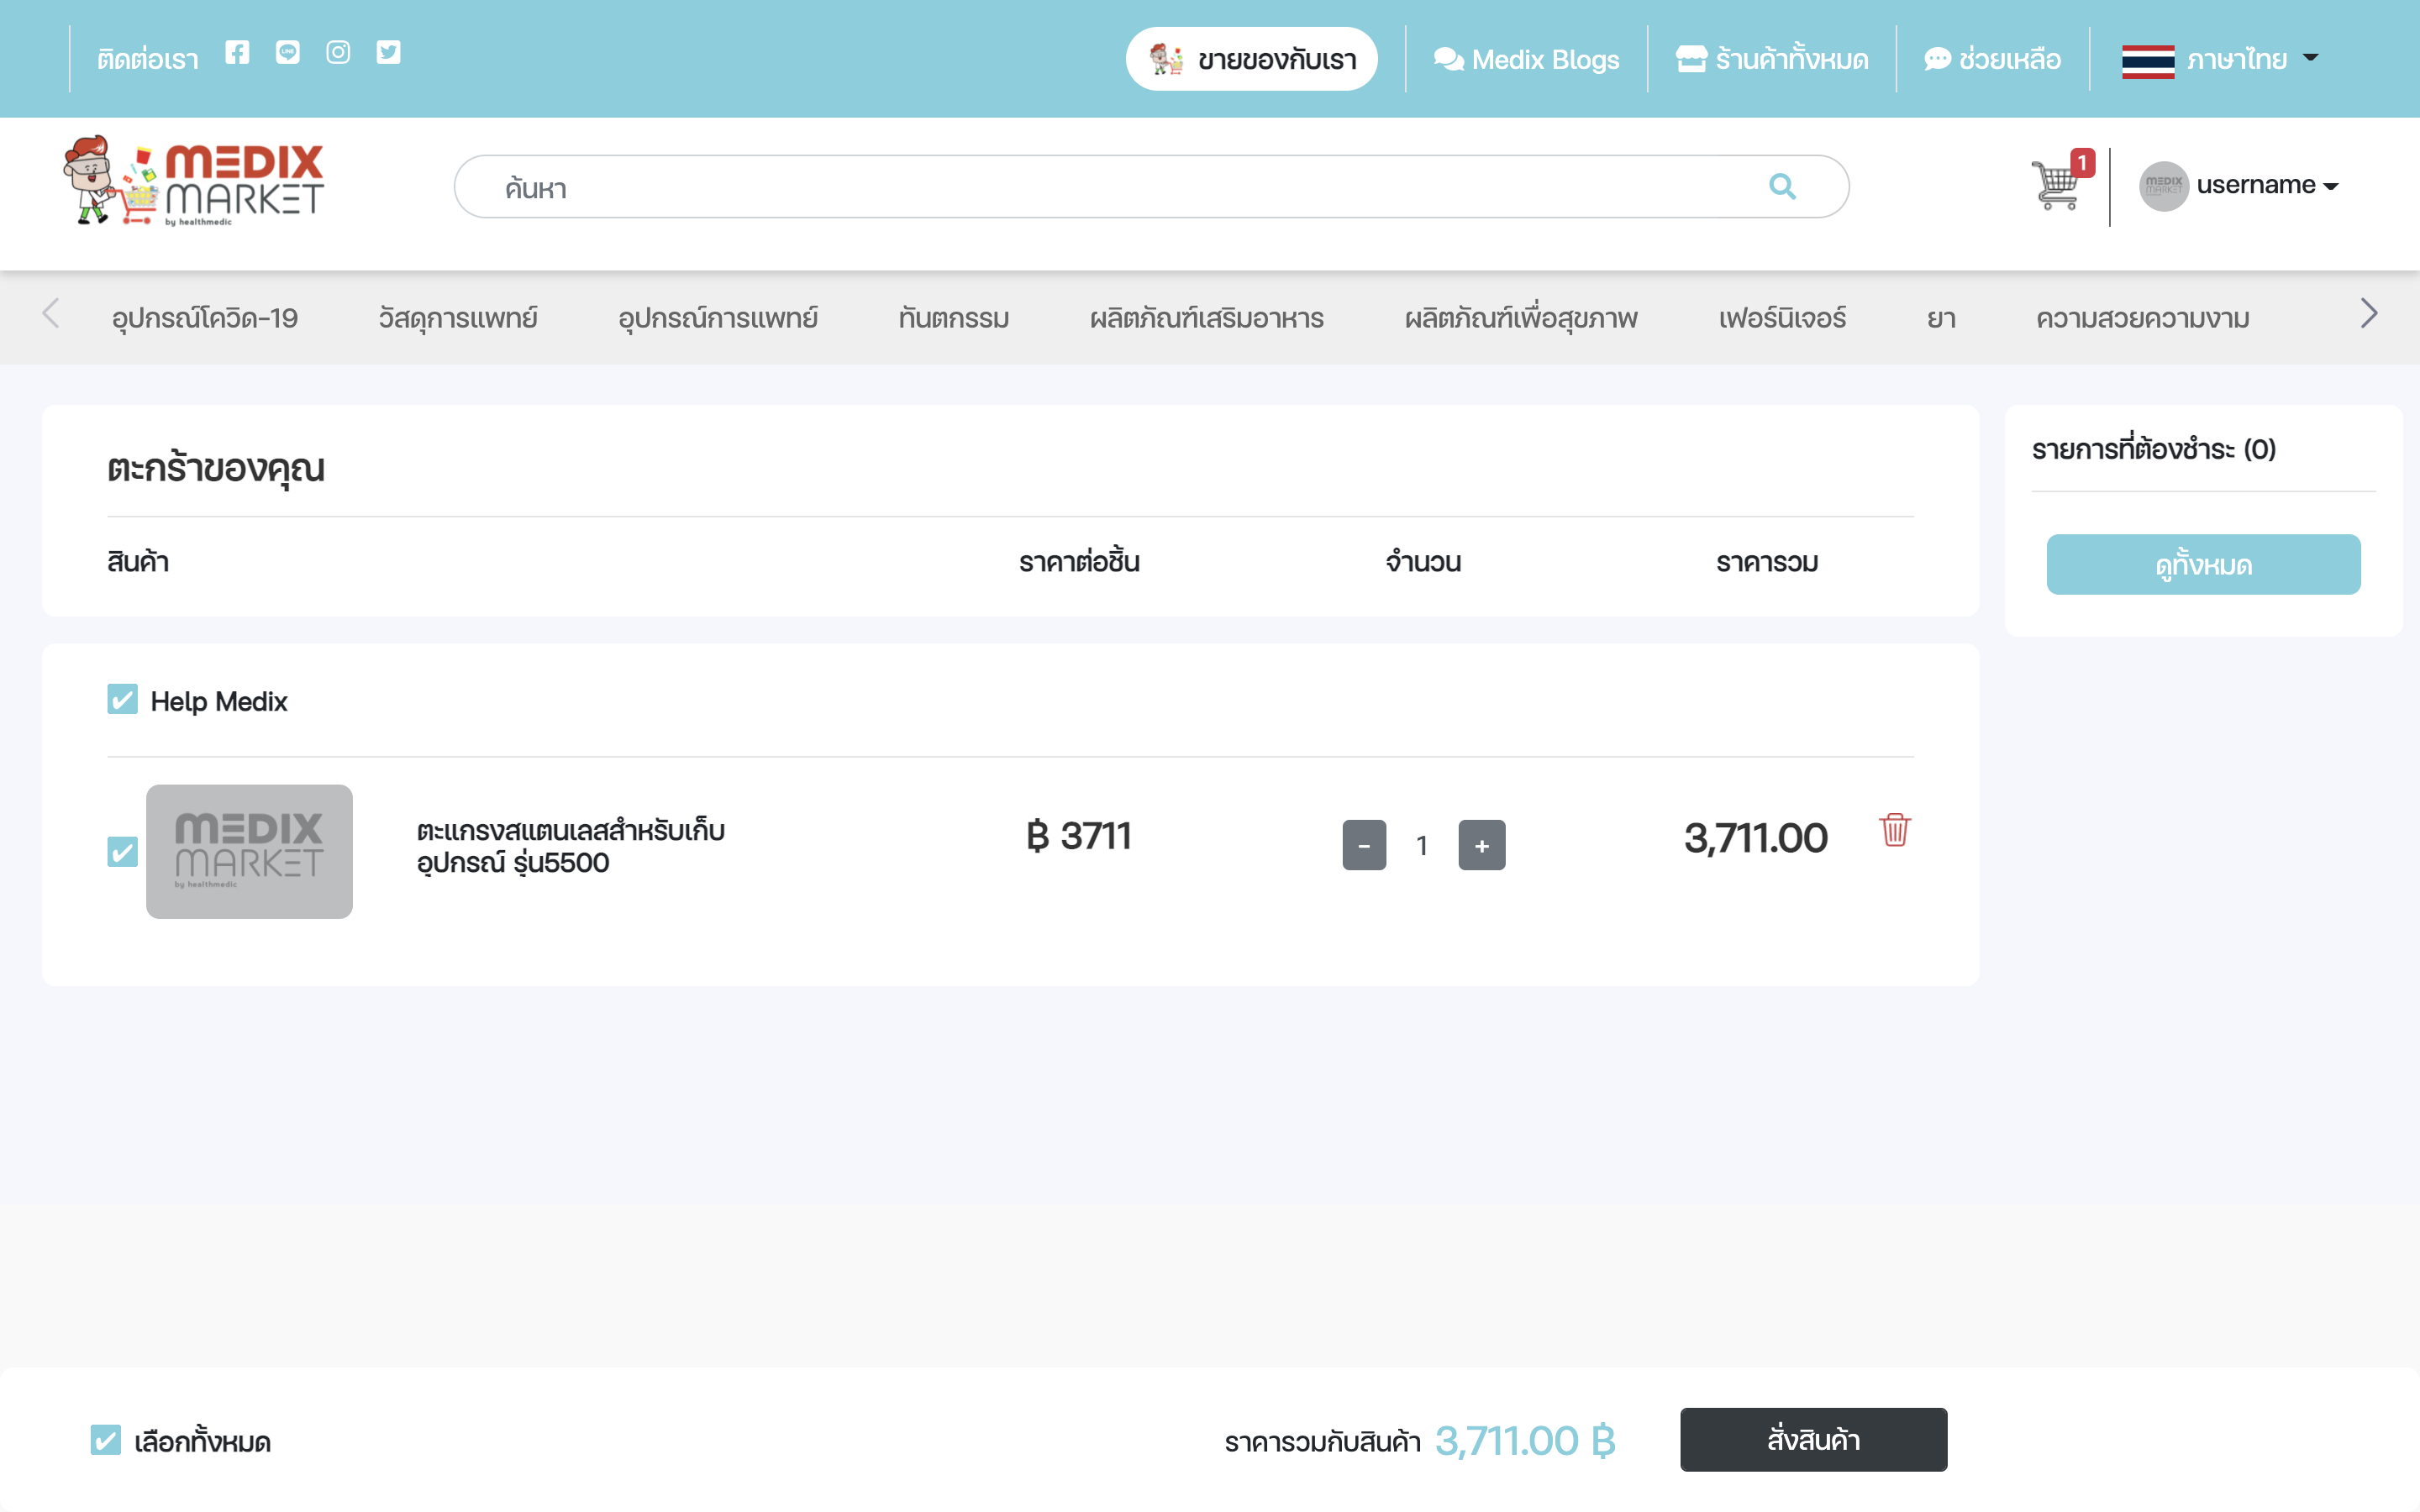 ติดต่อเรา
ขายของกับเรา
Medix Blogs
ร้านค้าทั้งหมด
ช่วยเหลือ
ภาษาไทย
MEDIX
MARKET
by healthmedic
ค้นหา
1
MEDIX
MARKET
username
อุปกรณ์โควิด-19
วัสดุการแพทย์
อุปกรณ์การแพทย์
ทันตกรรม
ผลิตภัณฑ์เสริมอาหาร
ผลิตภัณฑ์เพื่อสุขภาพ
เฟอร์นิเจอร์
ยา
ความสวยความงาม
ตะกร้าของคุณ
สินค้า
ราคาต่อชิ้น
จำนวน
ราคารวม
รายการที่ต้องชำระ (0)
ดูทั้งหมด
Help Medix
MEDIX
MARKET
by healthmedic
ตะแกรงสแตนเลสสำหรับเก็บ
อุปกรณ์ รุ่น5500
฿ 3711
- 1 +
3,711.00
เลือกทั้งหมด
ราคารวมกับสินค้า 3,711.00 ฿
สั่งสินค้า